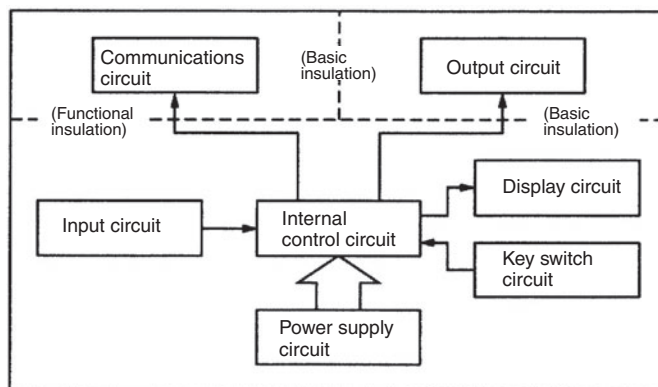 Communications
circuit
(Basic
insulation)
Output circuit
(Functional
insulation)
(Basic
insulation)
Input circuit
Internal
control circuit
Display circuit
Key switch
circuit
Power supply
circuit